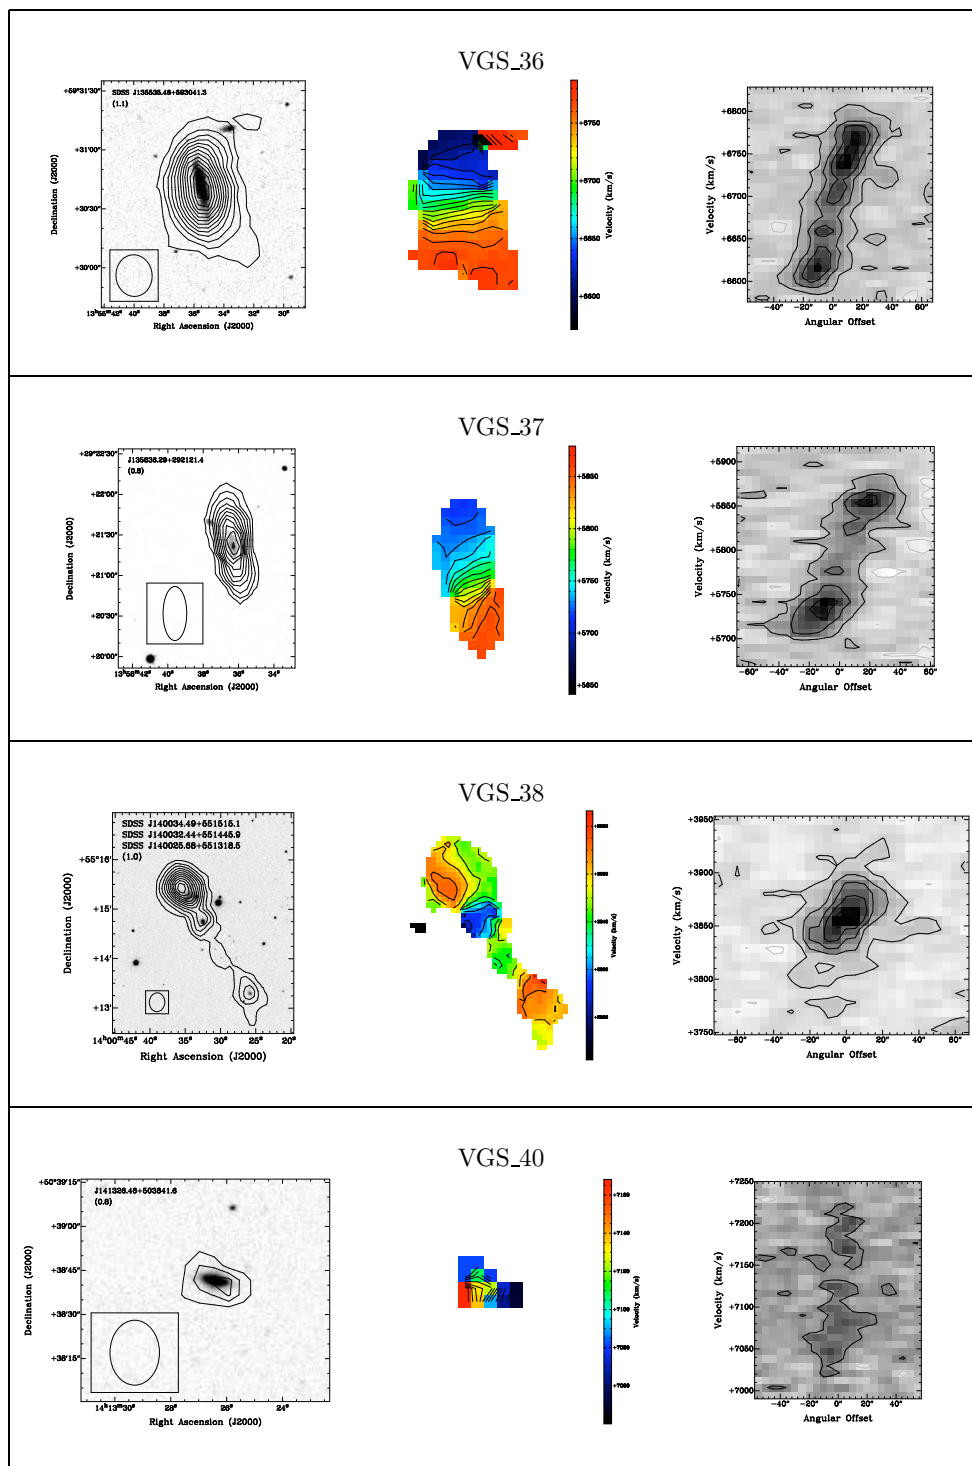 VGS_36
SDSS J135535.48+593041.3
(1.1)
+59°31'30"
+31'00"
+30'30"
+30'00"
13ʰ55ᵐ42ˢ 40ˢ 38ˢ 36ˢ 34ˢ 32ˢ 30ˢ
Declination (J2000)
Right Ascension (J2000)
+6750
+6700
+6650
+6600
Velocity (km/s)
+6800
+6750
+6700
+6650
+6600
Velocity (km/s)
−40" −20" 0" 20" 40" 60"
Angular Offset
VGS_37
+29°22'30"
+22'00"
+21'30"
+21'00"
+20'30"
+20'00"
40ˢ 38ˢ 36ˢ 34ˢ
Declination (J2000)
Right Ascension (J2000)
(0.8)
+5850
+5800
+5750
+5700
+5650
Velocity (km/s)
+5900
+5850
+5800
+5750
+5700
Velocity (km/s)
−60" −40" −20" 0" 20" 40" 60"
Angular Offset
VGS_38
SDSS J140034.49+551515.1
SDSS J140032.44+551445.9
SDSS J140025.68+551318.5
(1.0)
+55°16'
+15'
+14'
+13'
14ʰ00ᵐ45ˢ 40ˢ 35ˢ 30ˢ 25ˢ 20ˢ
Declination (J2000)
Right Ascension (J2000)
Velocity (km/s)
+3950
+3900
+3850
+3800
+3750
Velocity (km/s)
−60" −40" −20" 0" 20" 40" 60"
Angular Offset
VGS_40
J141326.46+503841.6
(0.8)
+50°39'15"
+39'00"
+38'45"
+38'30"
+38'15"
14ʰ13ᵐ30ˢ 28ˢ 26ˢ 24ˢ
Declination (J2000)
Right Ascension (J2000)
+7160
+7140
+7120
+7100
+7080
Velocity (km/s)
+7250
+7200
+7150
+7100
+7050
+7000
Velocity (km/s)
−40" −20" 0" 20" 40"
Angular Offset